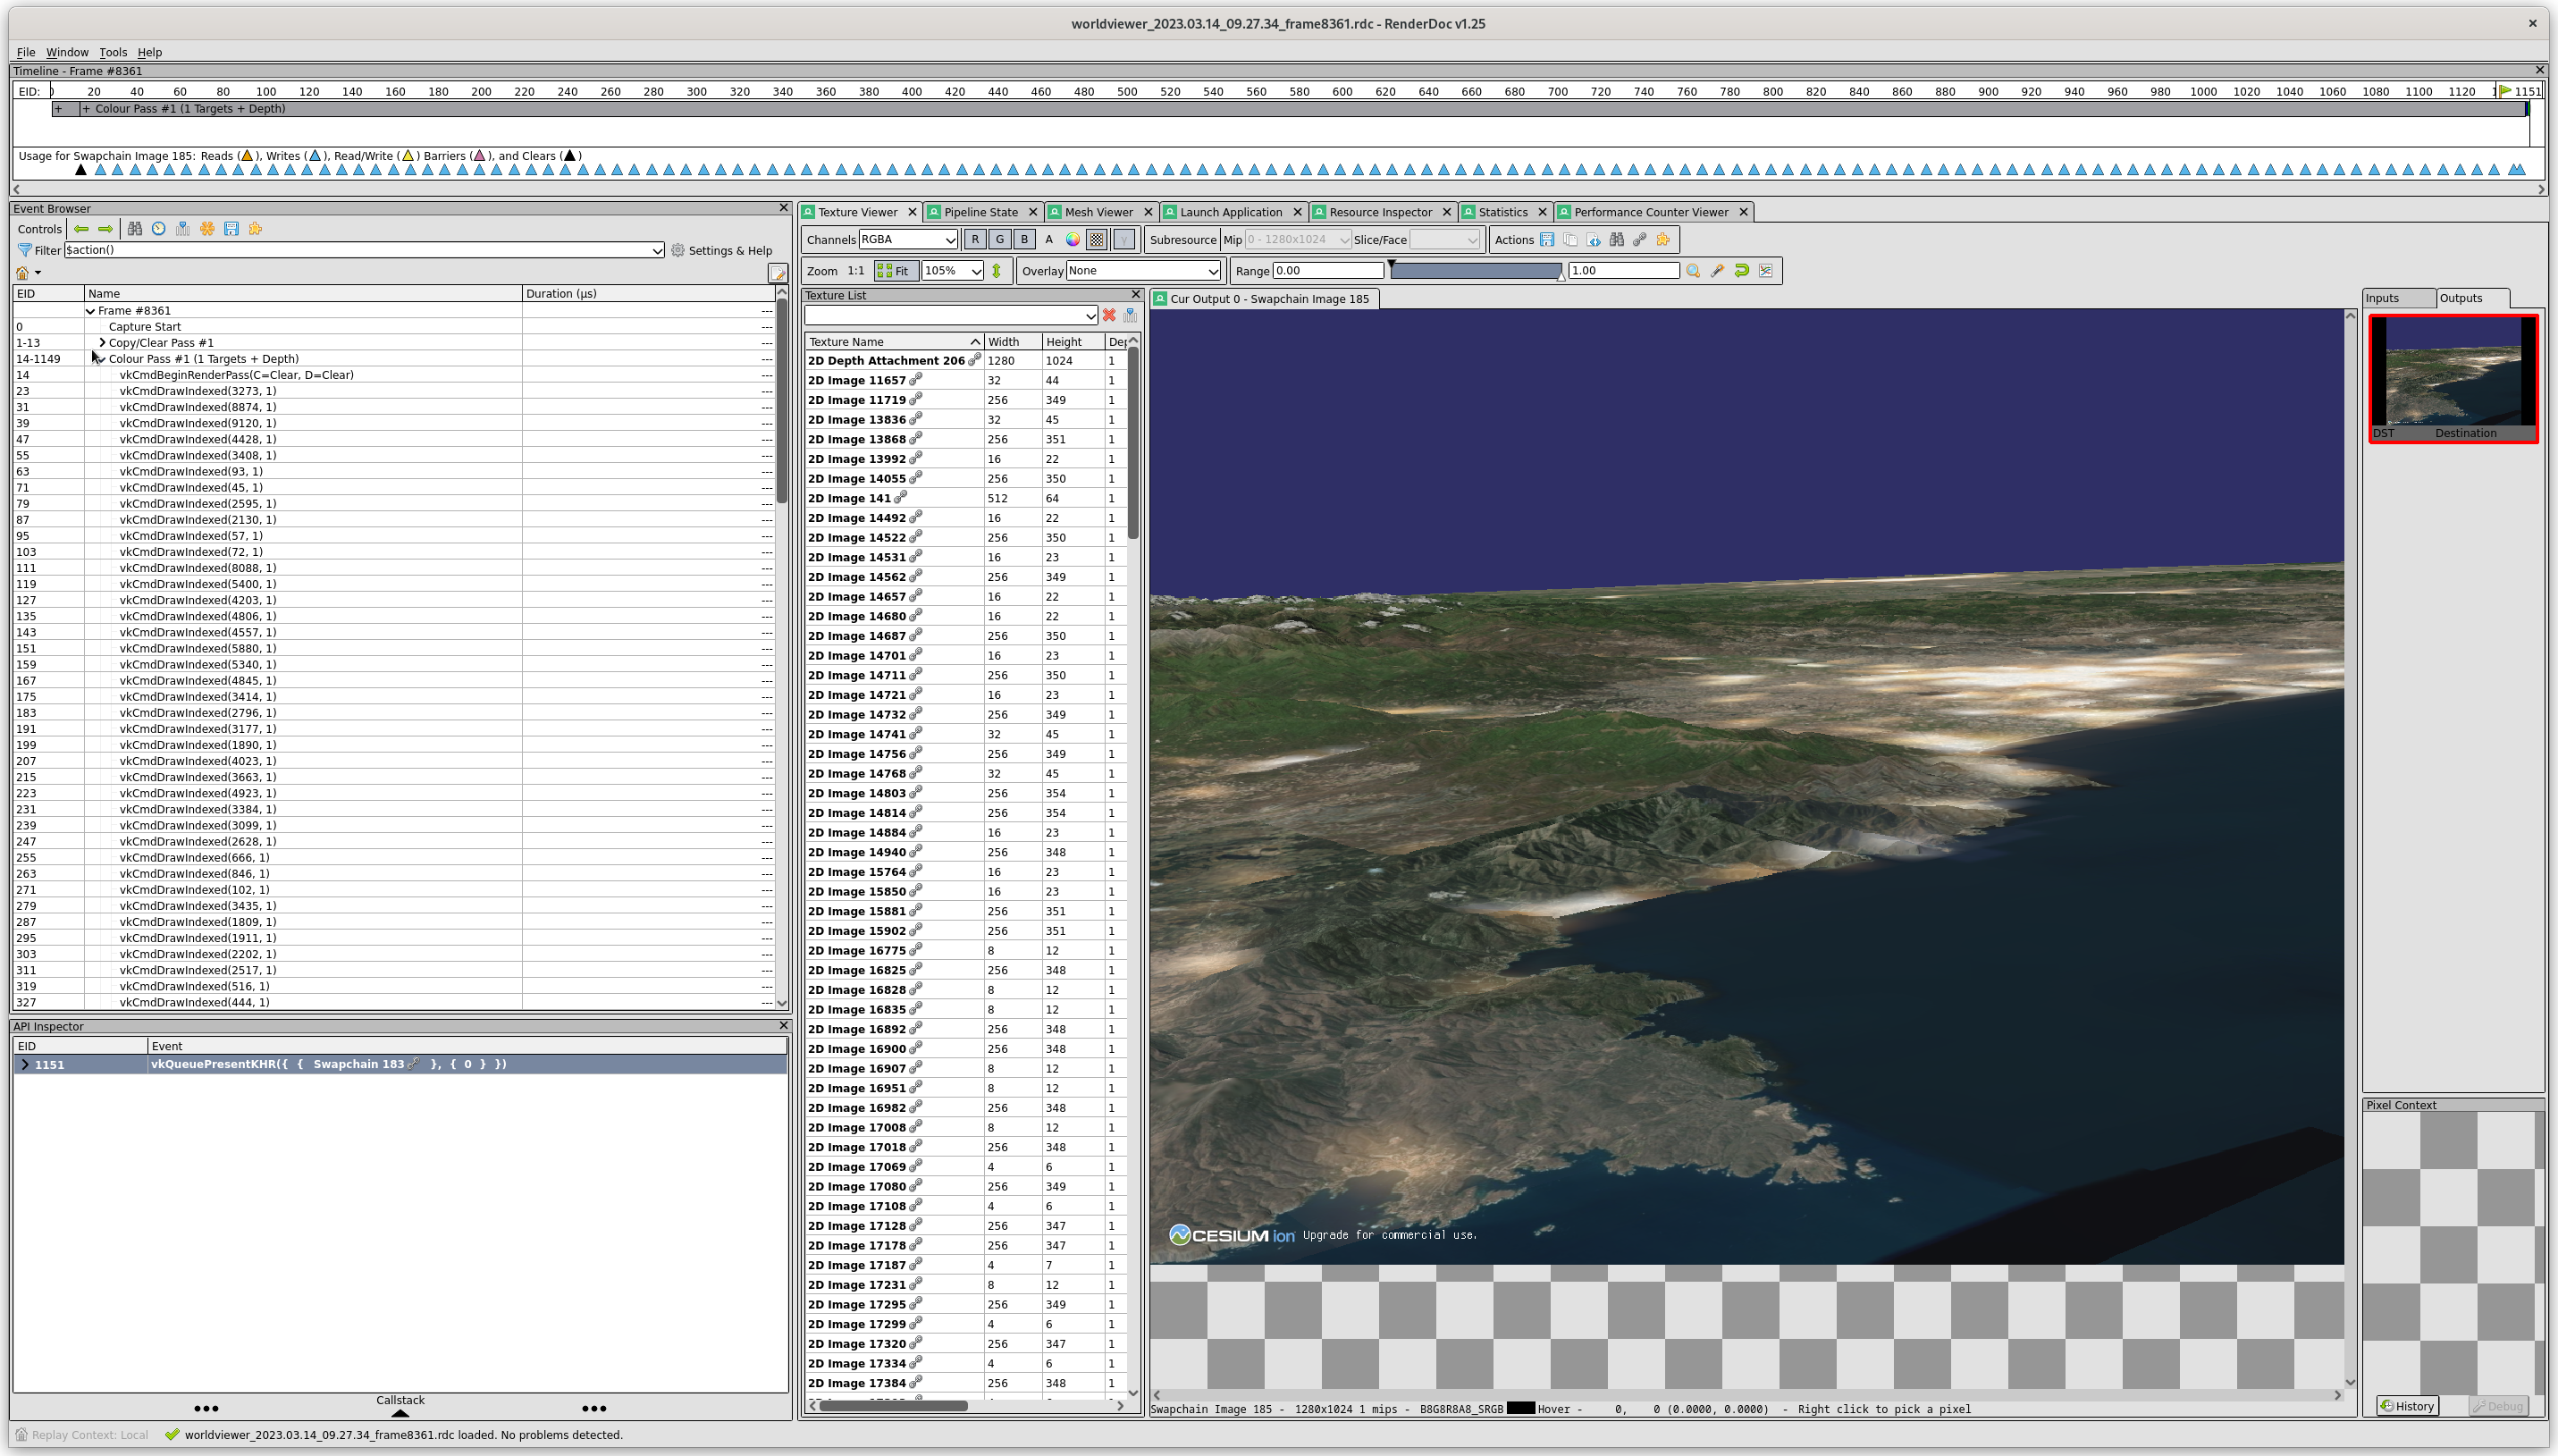 worldviewer_2023.03.14_09.27.34_frame8361.rdc - RenderDoc v1.25
File Window Tools Help
Timeline - Frame #8361
EID: 20 40 60 80 100 120 140 160 180 200 220 240 260 280 300 320 340 360 380 400 420 440 460 480 500 520 540 560 580 600 620 640 660 680 700 720 740 760 780 800 820 840 860 880 900 920 940 960 980 1000 1020 1040 1060 1080 1100 1120 1151
+ + Colour Pass #1 (1 Targets + Depth)
Usage for Swapchain Image 185: Reads (▲), Writes (▲), Read/Write (▲) Barriers (▲), and Clears (▲)
Event Browser
Controls
Filter $action() Settings & Help
EID Name Duration (µs)
Frame #8361 ---
0 Capture Start ---
1-13 Copy/Clear Pass #1 ---
14-1149 Colour Pass #1 (1 Targets + Depth) ---
14 vkCmdBeginRenderPass(C=Clear, D=Clear) ---
23 vkCmdDrawIndexed(3273, 1) ---
31 vkCmdDrawIndexed(8874, 1) ---
39 vkCmdDrawIndexed(9120, 1) ---
47 vkCmdDrawIndexed(4428, 1) ---
55 vkCmdDrawIndexed(3408, 1) ---
63 vkCmdDrawIndexed(93, 1) ---
71 vkCmdDrawIndexed(45, 1) ---
79 vkCmdDrawIndexed(2595, 1) ---
87 vkCmdDrawIndexed(2130, 1) ---
95 vkCmdDrawIndexed(57, 1) ---
103 vkCmdDrawIndexed(72, 1) ---
111 vkCmdDrawIndexed(8088, 1) ---
119 vkCmdDrawIndexed(5400, 1) ---
127 vkCmdDrawIndexed(4203, 1) ---
135 vkCmdDrawIndexed(4806, 1) ---
143 vkCmdDrawIndexed(4557, 1) ---
151 vkCmdDrawIndexed(5880, 1) ---
159 vkCmdDrawIndexed(5340, 1) ---
167 vkCmdDrawIndexed(4845, 1) ---
175 vkCmdDrawIndexed(3414, 1) ---
183 vkCmdDrawIndexed(2796, 1) ---
191 vkCmdDrawIndexed(3177, 1) ---
199 vkCmdDrawIndexed(1890, 1) ---
207 vkCmdDrawIndexed(4023, 1) ---
215 vkCmdDrawIndexed(3663, 1) ---
223 vkCmdDrawIndexed(4923, 1) ---
231 vkCmdDrawIndexed(3384, 1) ---
239 vkCmdDrawIndexed(3099, 1) ---
247 vkCmdDrawIndexed(2628, 1) ---
255 vkCmdDrawIndexed(666, 1) ---
263 vkCmdDrawIndexed(846, 1) ---
271 vkCmdDrawIndexed(102, 1) ---
279 vkCmdDrawIndexed(3435, 1) ---
287 vkCmdDrawIndexed(1809, 1) ---
295 vkCmdDrawIndexed(1911, 1) ---
303 vkCmdDrawIndexed(2202, 1) ---
311 vkCmdDrawIndexed(2517, 1) ---
319 vkCmdDrawIndexed(516, 1) ---
327 vkCmdDrawIndexed(444, 1) ---
API Inspector
EID Event
1151 vkQueuePresentKHR({ { Swapchain 183 }, { 0 } })
Callstack
Texture Viewer Pipeline State Mesh Viewer Launch Application Resource Inspector Statistics Performance Counter Viewer
Channels RGBA R G B A γ Subresource Mip 0 - 1280x1024 Slice/Face Actions
Zoom 1:1 Fit 105% Overlay None Range 0.00 1.00
Texture List
Texture Name Width Height Dep
2D Depth Attachment 206 1280 1024 1
2D Image 11657 32 44 1
2D Image 11719 256 349 1
2D Image 13836 32 45 1
2D Image 13868 256 351 1
2D Image 13992 16 22 1
2D Image 14055 256 350 1
2D Image 141 512 64 1
2D Image 14492 16 22 1
2D Image 14522 256 350 1
2D Image 14531 16 23 1
2D Image 14562 256 349 1
2D Image 14657 16 22 1
2D Image 14680 16 22 1
2D Image 14687 256 350 1
2D Image 14701 16 23 1
2D Image 14711 256 350 1
2D Image 14721 16 23 1
2D Image 14732 256 349 1
2D Image 14741 32 45 1
2D Image 14756 256 349 1
2D Image 14768 32 45 1
2D Image 14803 256 354 1
2D Image 14814 256 354 1
2D Image 14884 16 23 1
2D Image 14940 256 348 1
2D Image 15764 16 23 1
2D Image 15850 16 23 1
2D Image 15881 256 351 1
2D Image 15902 256 351 1
2D Image 16775 8 12 1
2D Image 16825 256 348 1
2D Image 16828 8 12 1
2D Image 16835 8 12 1
2D Image 16892 256 348 1
2D Image 16900 256 348 1
2D Image 16907 8 12 1
2D Image 16951 8 12 1
2D Image 16982 256 348 1
2D Image 17008 8 12 1
2D Image 17018 256 348 1
2D Image 17069 4 6 1
2D Image 17080 256 349 1
2D Image 17108 4 6 1
2D Image 17128 256 347 1
2D Image 17178 256 347 1
2D Image 17187 4 7 1
2D Image 17231 8 12 1
2D Image 17295 256 349 1
2D Image 17299 4 6 1
2D Image 17320 256 347 1
2D Image 17334 4 6 1
2D Image 17384 256 348 1
Cur Output 0 - Swapchain Image 185
CESIUM ion Upgrade for commercial use.
Swapchain Image 185 - 1280x1024 1 mips - B8G8R8A8_SRGB Hover - 0, 0 (0.0000, 0.0000) - Right click to pick a pixel
Inputs Outputs
DST Destination
Pixel Context
History Debug
Replay Context: Local worldviewer_2023.03.14_09.27.34_frame8361.rdc loaded. No problems detected.